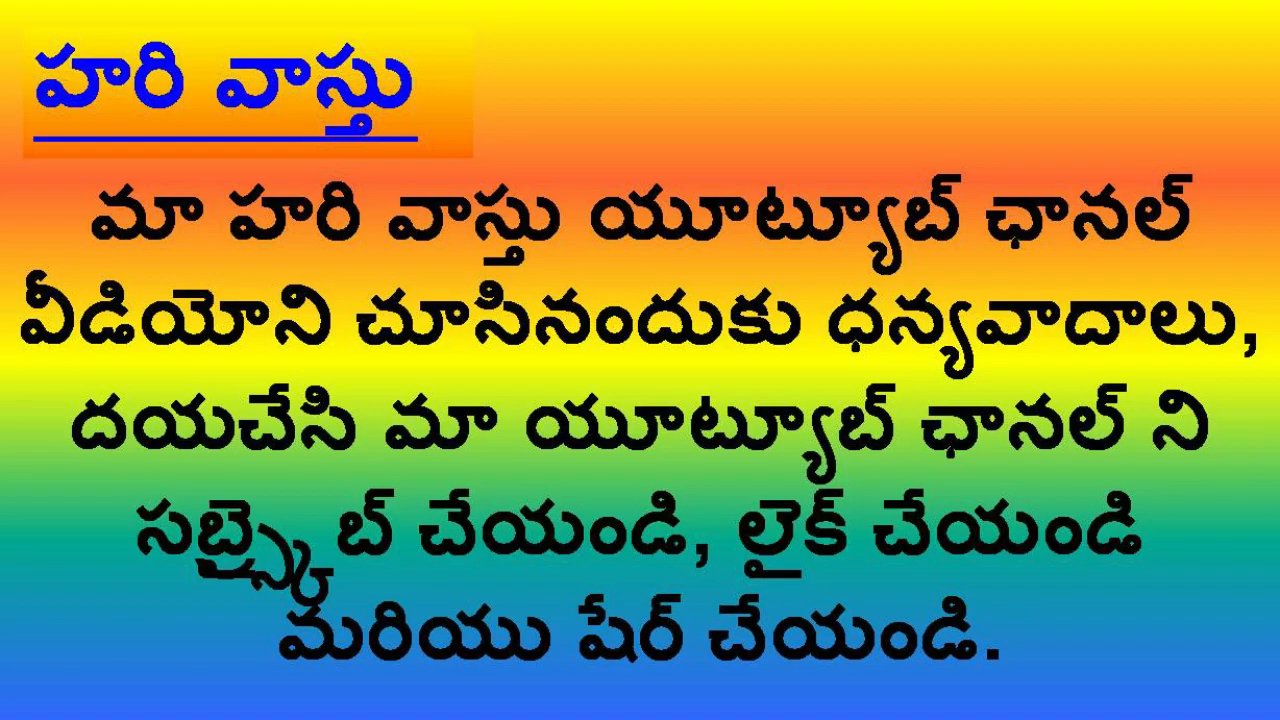 హరి వాస్తు
మా హరి వాస్తు యూట్యూబ్ ఛానల్
వీడియోని చూసినందుకు ధన్యవాదాలు,
దయచేసి మా యూట్యూబ్ ఛానల్ ని
సబ్స్క్రైబ్ చేయండి, లైక్ చేయండి
మరియు షేర్ చేయండి.